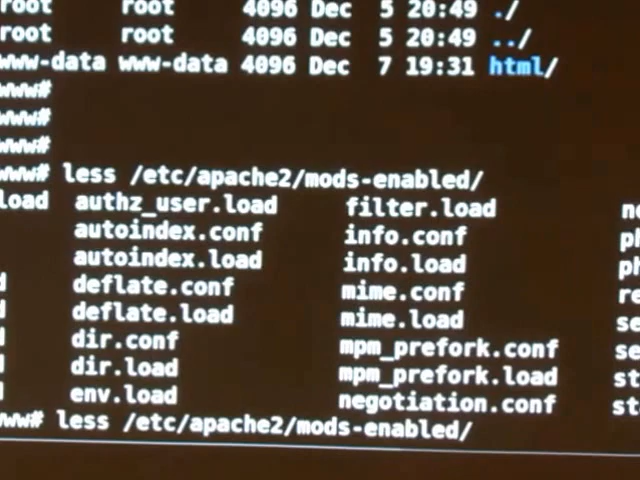 root root 4096 Dec 5 20:49 ./
root root 4096 Dec 5 20:49 ../
www-data www-data 4096 Dec 7 19:31 html/
www#
www#
www#
www# less /etc/apache2/mods-enabled/
load authz_user.load filter.load
autoindex.conf info.conf
autoindex.load info.load
deflate.conf mime.conf
deflate.load mime.load
dir.conf mpm_prefork.conf
dir.load mpm_prefork.load
env.load negotiation.conf
www# less /etc/apache2/mods-enabled/